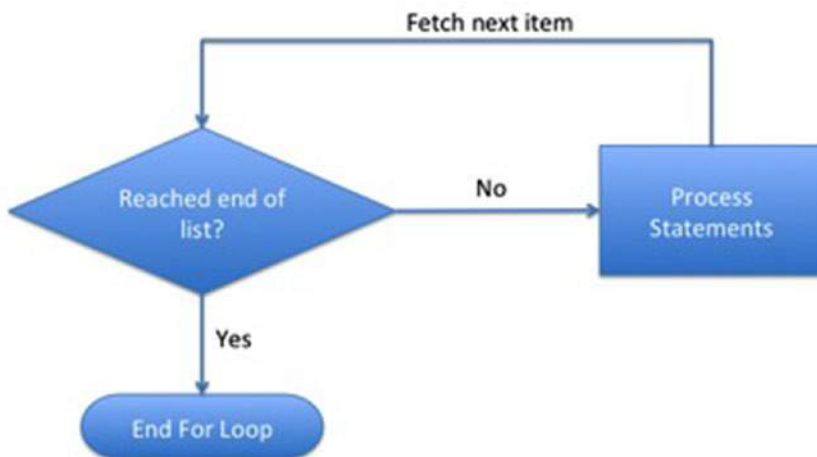 Fetch next item
Reached end of
list?
No
Process
Statements
Yes
End For Loop